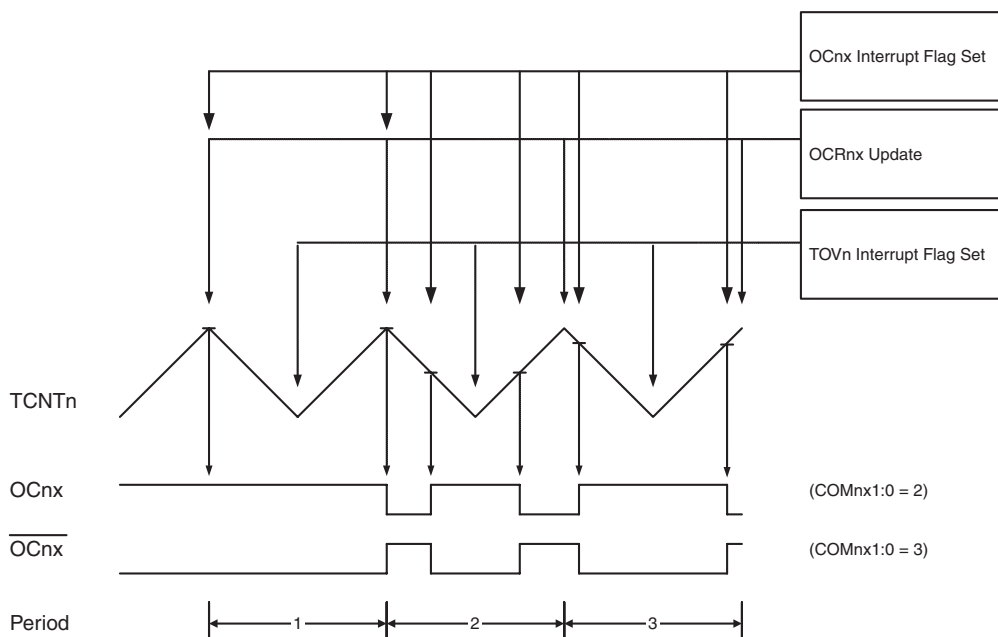 OCnx Interrupt Flag Set
OCRnx Update
TOVn Interrupt Flag Set
TCNTn
OCnx
(COMnx1:0 = 2)
OCnx
(COMnx1:0 = 3)
Period
1
2
3